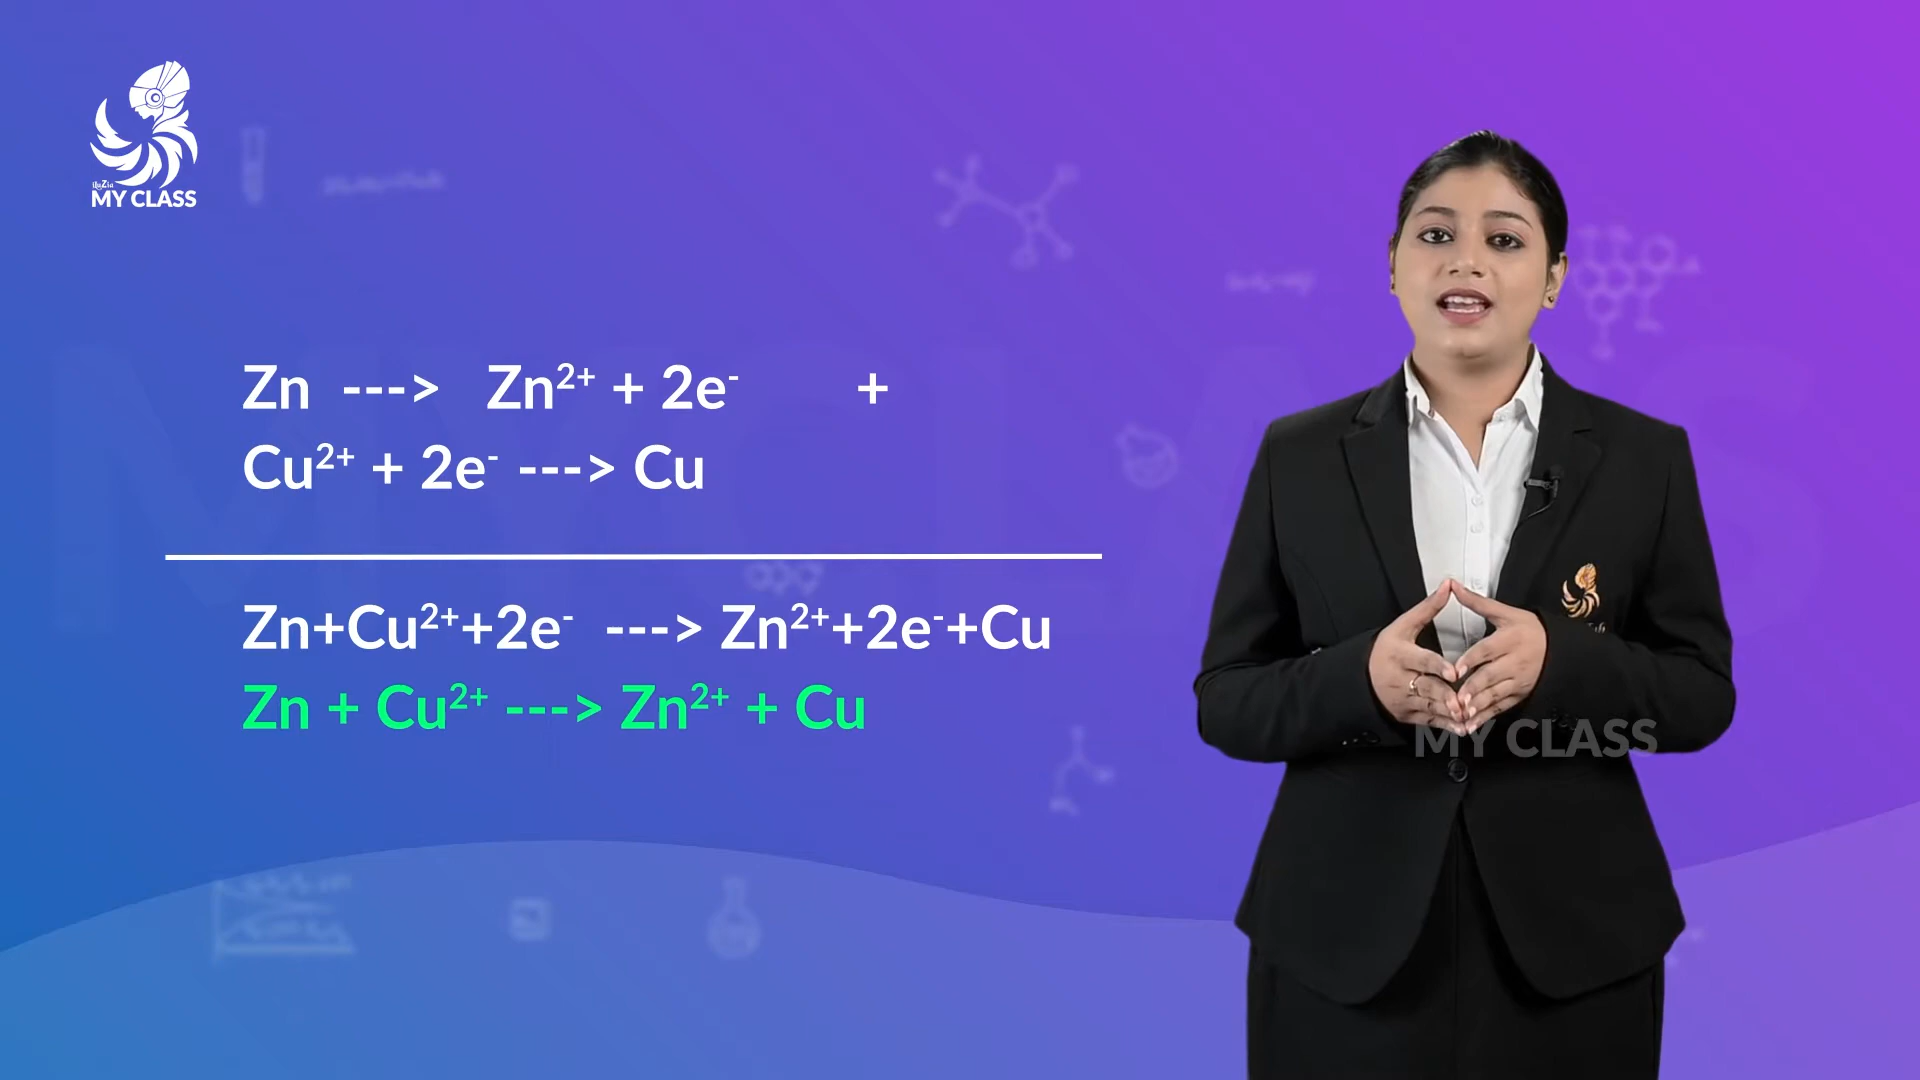 iluZia
MY CLASS
Zn ---> Zn²⁺ + 2e⁻ +
Cu²⁺ + 2e⁻ ---> Cu
Zn+Cu²⁺+2e⁻ ---> Zn²⁺+2e⁻+Cu
Zn + Cu²⁺ ---> Zn²⁺ + Cu
MY CLASS